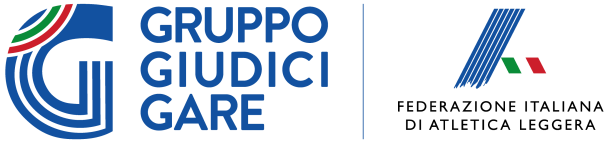 GRUPPO
GIUDICI
GARE
FEDERAZIONE ITALIANA
DI ATLETICA LEGGERA